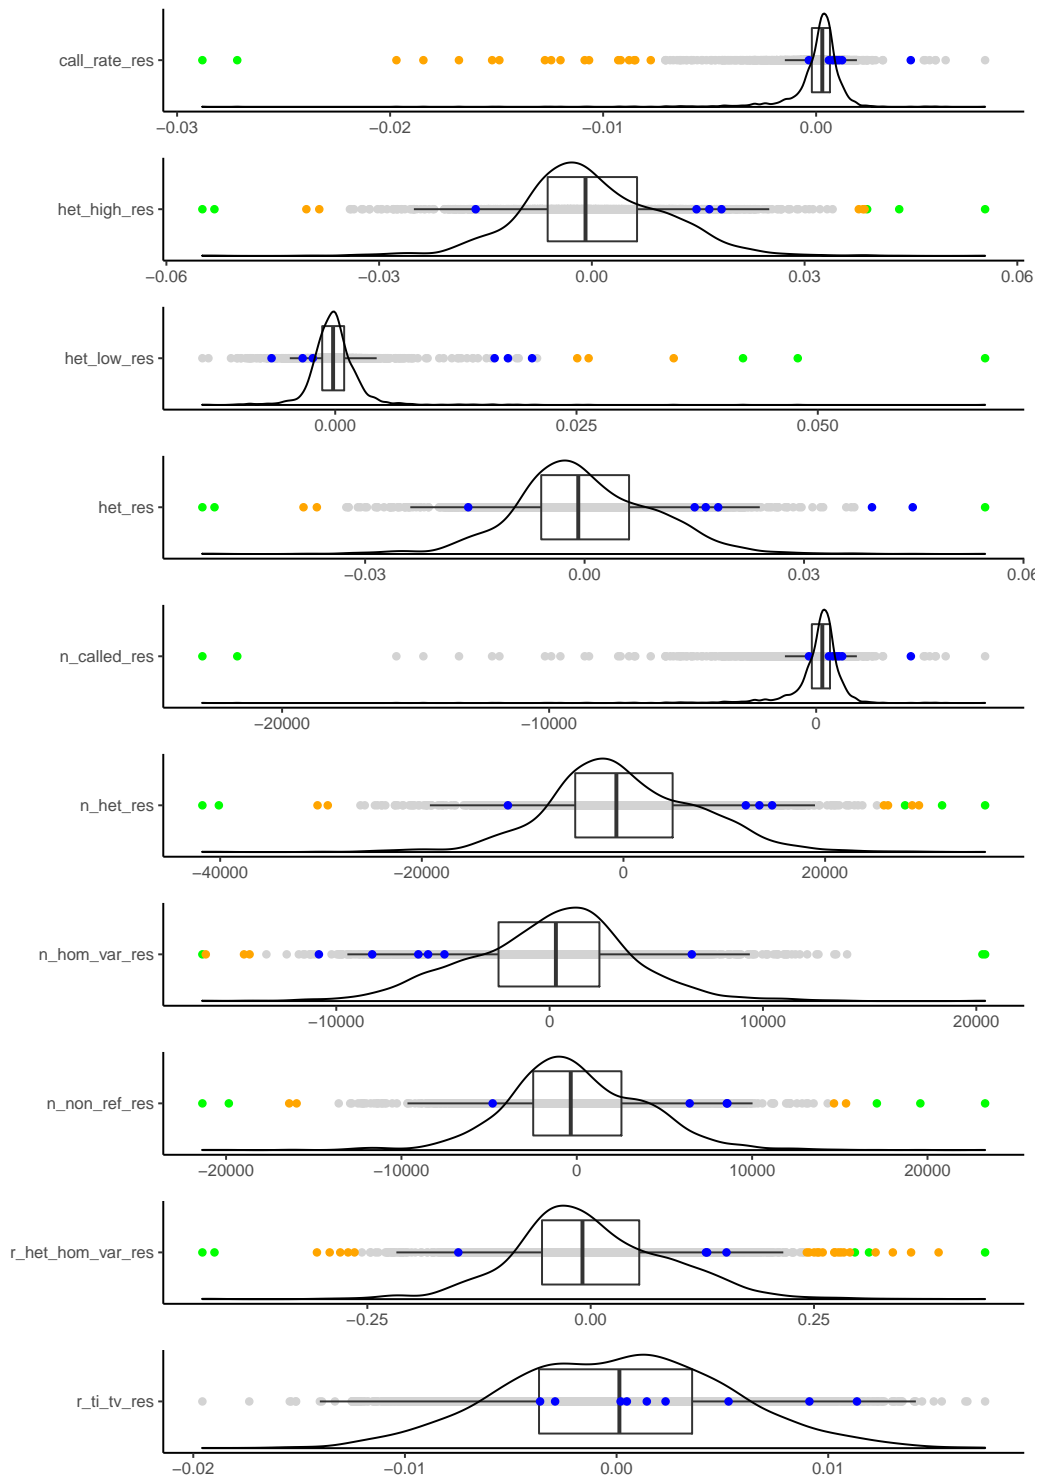 call_rate_res
−0.03 −0.02 −0.01 0.00
het_high_res
−0.06 −0.03 0.00 0.03 0.06
het_low_res
0.000 0.025 0.050
het_res
−0.03 0.00 0.03 0.0
n_called_res
−20000 −10000 0
n_het_res
−40000 −20000 0 20000
n_hom_var_res
−10000 0 10000 20000
n_non_ref_res
−20000 −10000 0 10000 20000
r_het_hom_var_res
−0.25 0.00 0.25
r_ti_tv_res
−0.02 −0.01 0.00 0.01